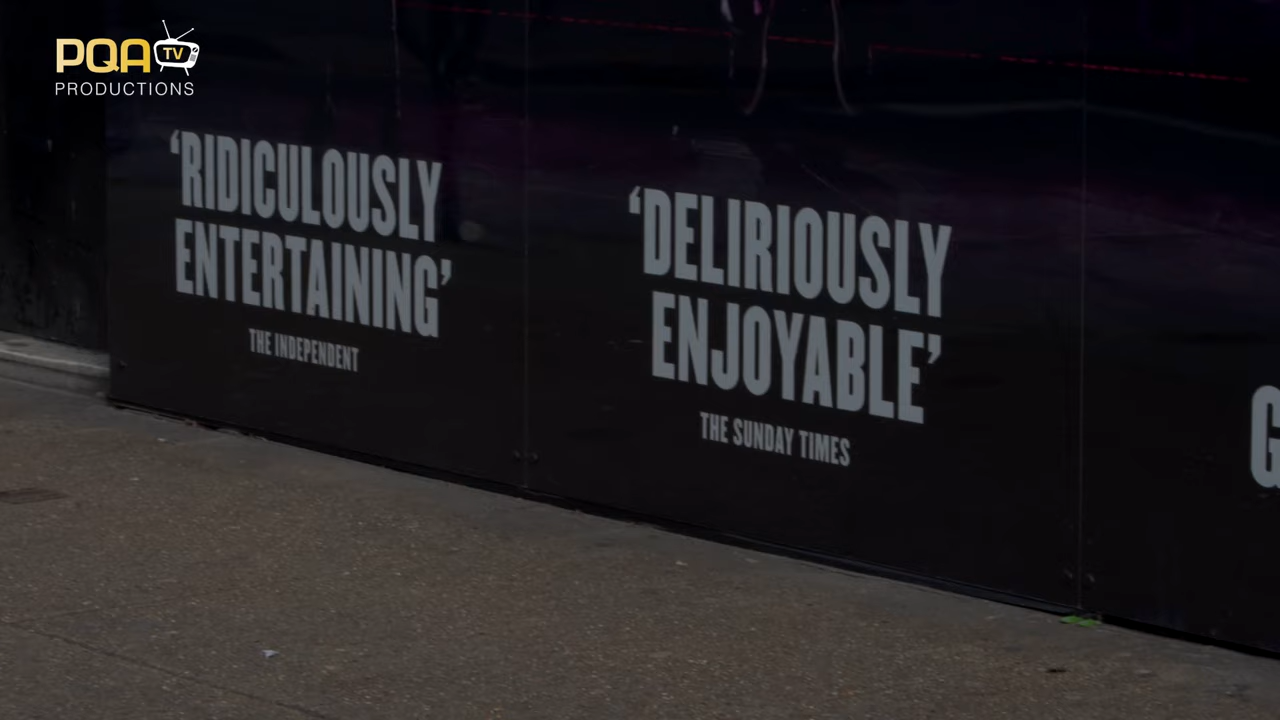 PQA TV
PRODUCTIONS
‘RIDICULOUSLY
ENTERTAINING’
THE INDEPENDENT
‘DELIRIOUSLY
ENJOYABLE’
THE SUNDAY TIMES
G